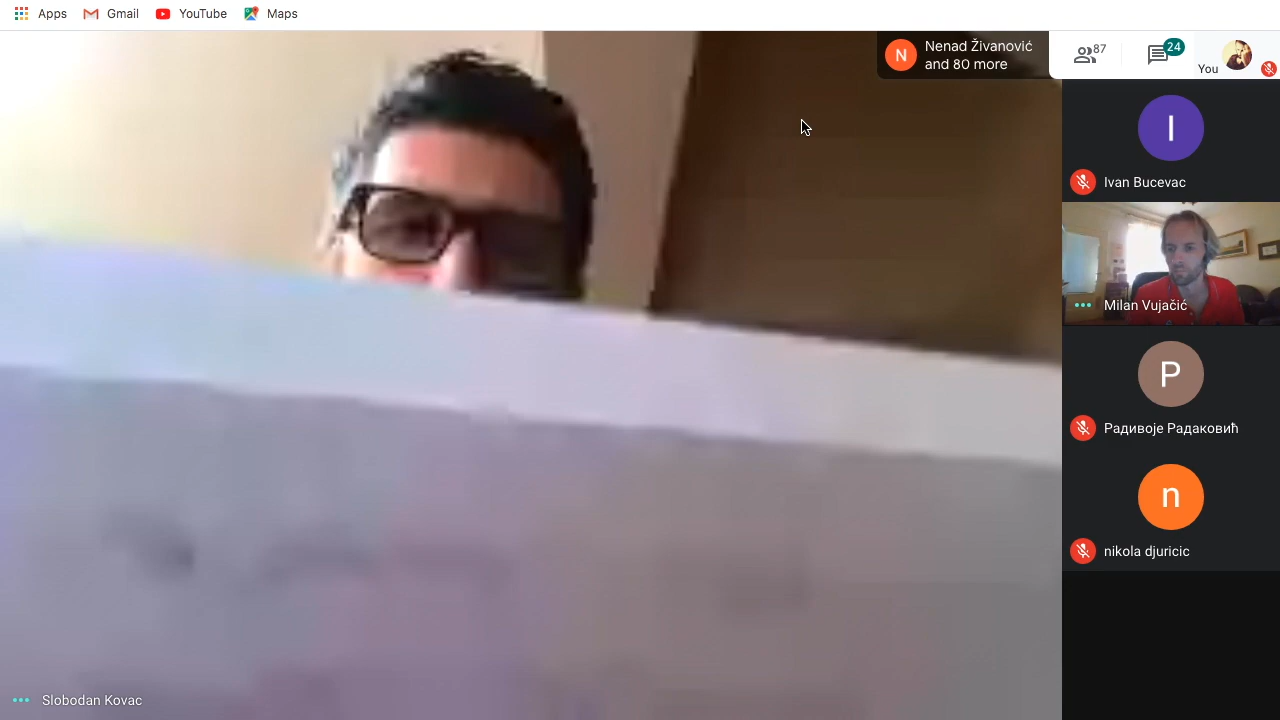 Apps Gmail YouTube Maps
N Nenad Živanović
and 80 more
87
24
You
I
Ivan Bucevac
Milan Vujačić
P
Радивоје Радаковић
n
nikola djuricic
Slobodan Kovac